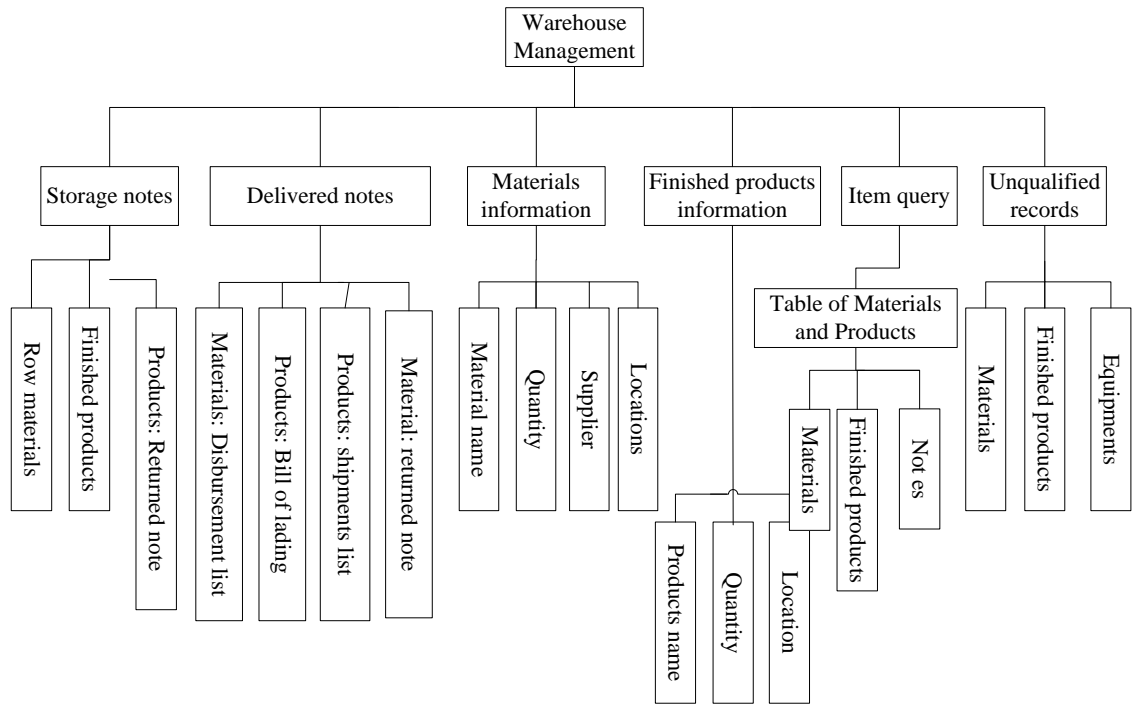 Warehouse
Management
Storage notes
Delivered notes
Materials
information
Finished products
information
Item query
Unqualified
records
Row materials
Finished products
Products: Returned note
Materials: Disbursement list
Products: Bill of lading
Products: shipments list
Material: returned note
Material name
Quantity
Supplier
Locations
Products name
Quantity
Location
Table of Materials
and Products
Materials
Finished products
Not es
Materials
Finished products
Equipments